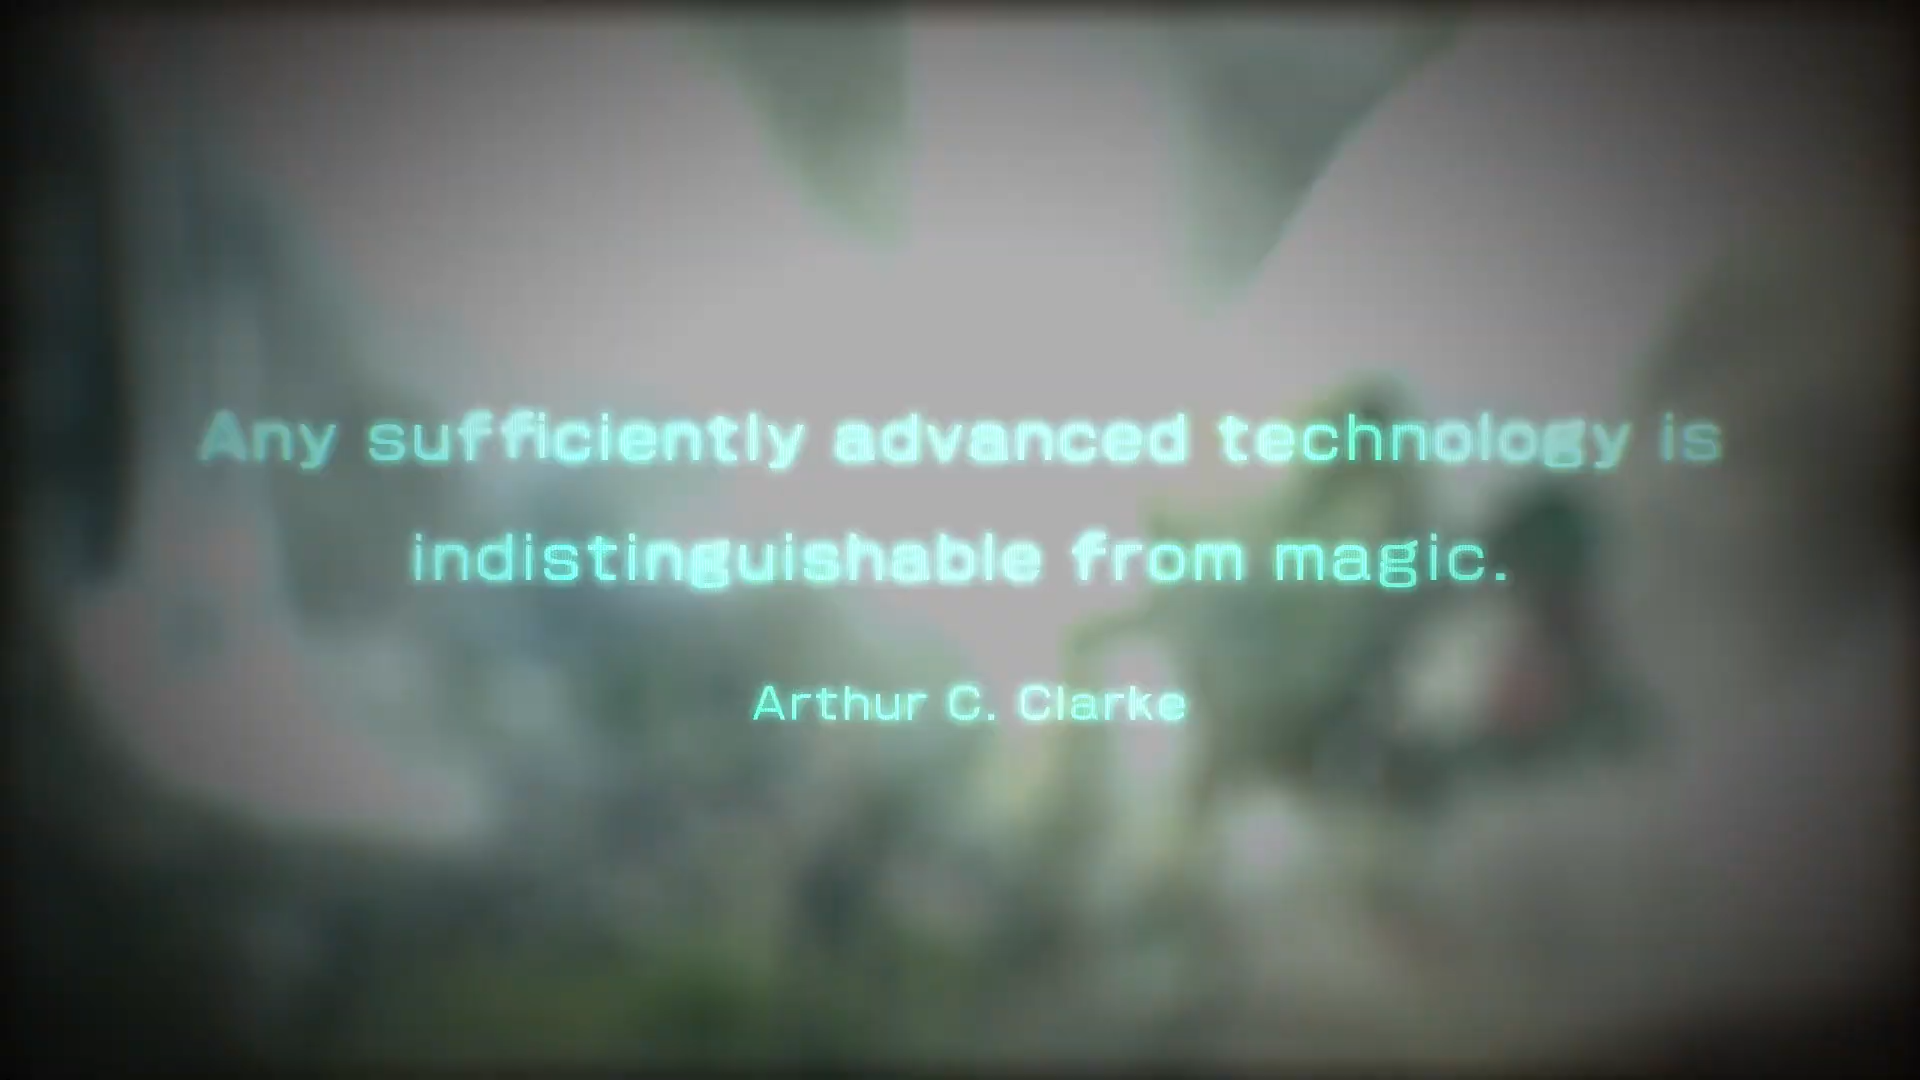 Any sufficiently advanced technology is
indistinguishable from magic.
Arthur C. Clarke